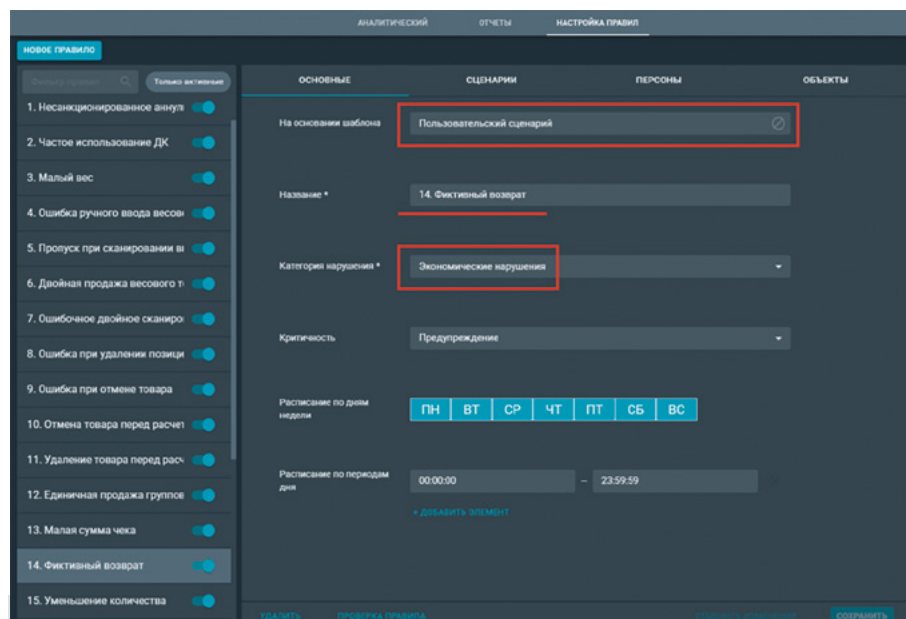 АНАЛИТИЧЕСКИЙ ОТЧЕТЫ НАСТРОЙКА ПРАВИЛ
НОВОЕ ПРАВИЛО
Фильтр правил Только активные
ОСНОВНЫЕ СЦЕНАРИИ ПЕРСОНЫ ОБЪЕКТЫ
1. Несанкционированное аннул
2. Частое использование ДК
3. Малый вес
4. Ошибка ручного ввода весов
5. Пропуск при сканировании в
6. Двойная продажа весового т
7. Ошибочное двойное сканиро
8. Ошибка при удалении позици
9. Ошибка при отмене товара
10. Отмена товара перед расчет
11. Удаление товара перед расч
12. Единичная продажа группов
13. Малая сумма чека
14. Фиктивный возврат
15. Уменьшение количества
На основании шаблона Пользовательский сценарий
Название * 14. Фиктивный возврат
Категория нарушения * Экономические нарушения
Критичность Предупреждение
Расписание по дням
недели
ПН ВТ СР ЧТ ПТ СБ ВС
Расписание по периодам
дня
00:00:00 – 23:59:59
+ ДОБАВИТЬ ЭЛЕМЕНТ
УДАЛИТЬ ПРОВЕРКА ПРАВИЛА СОХРАНИТЬ